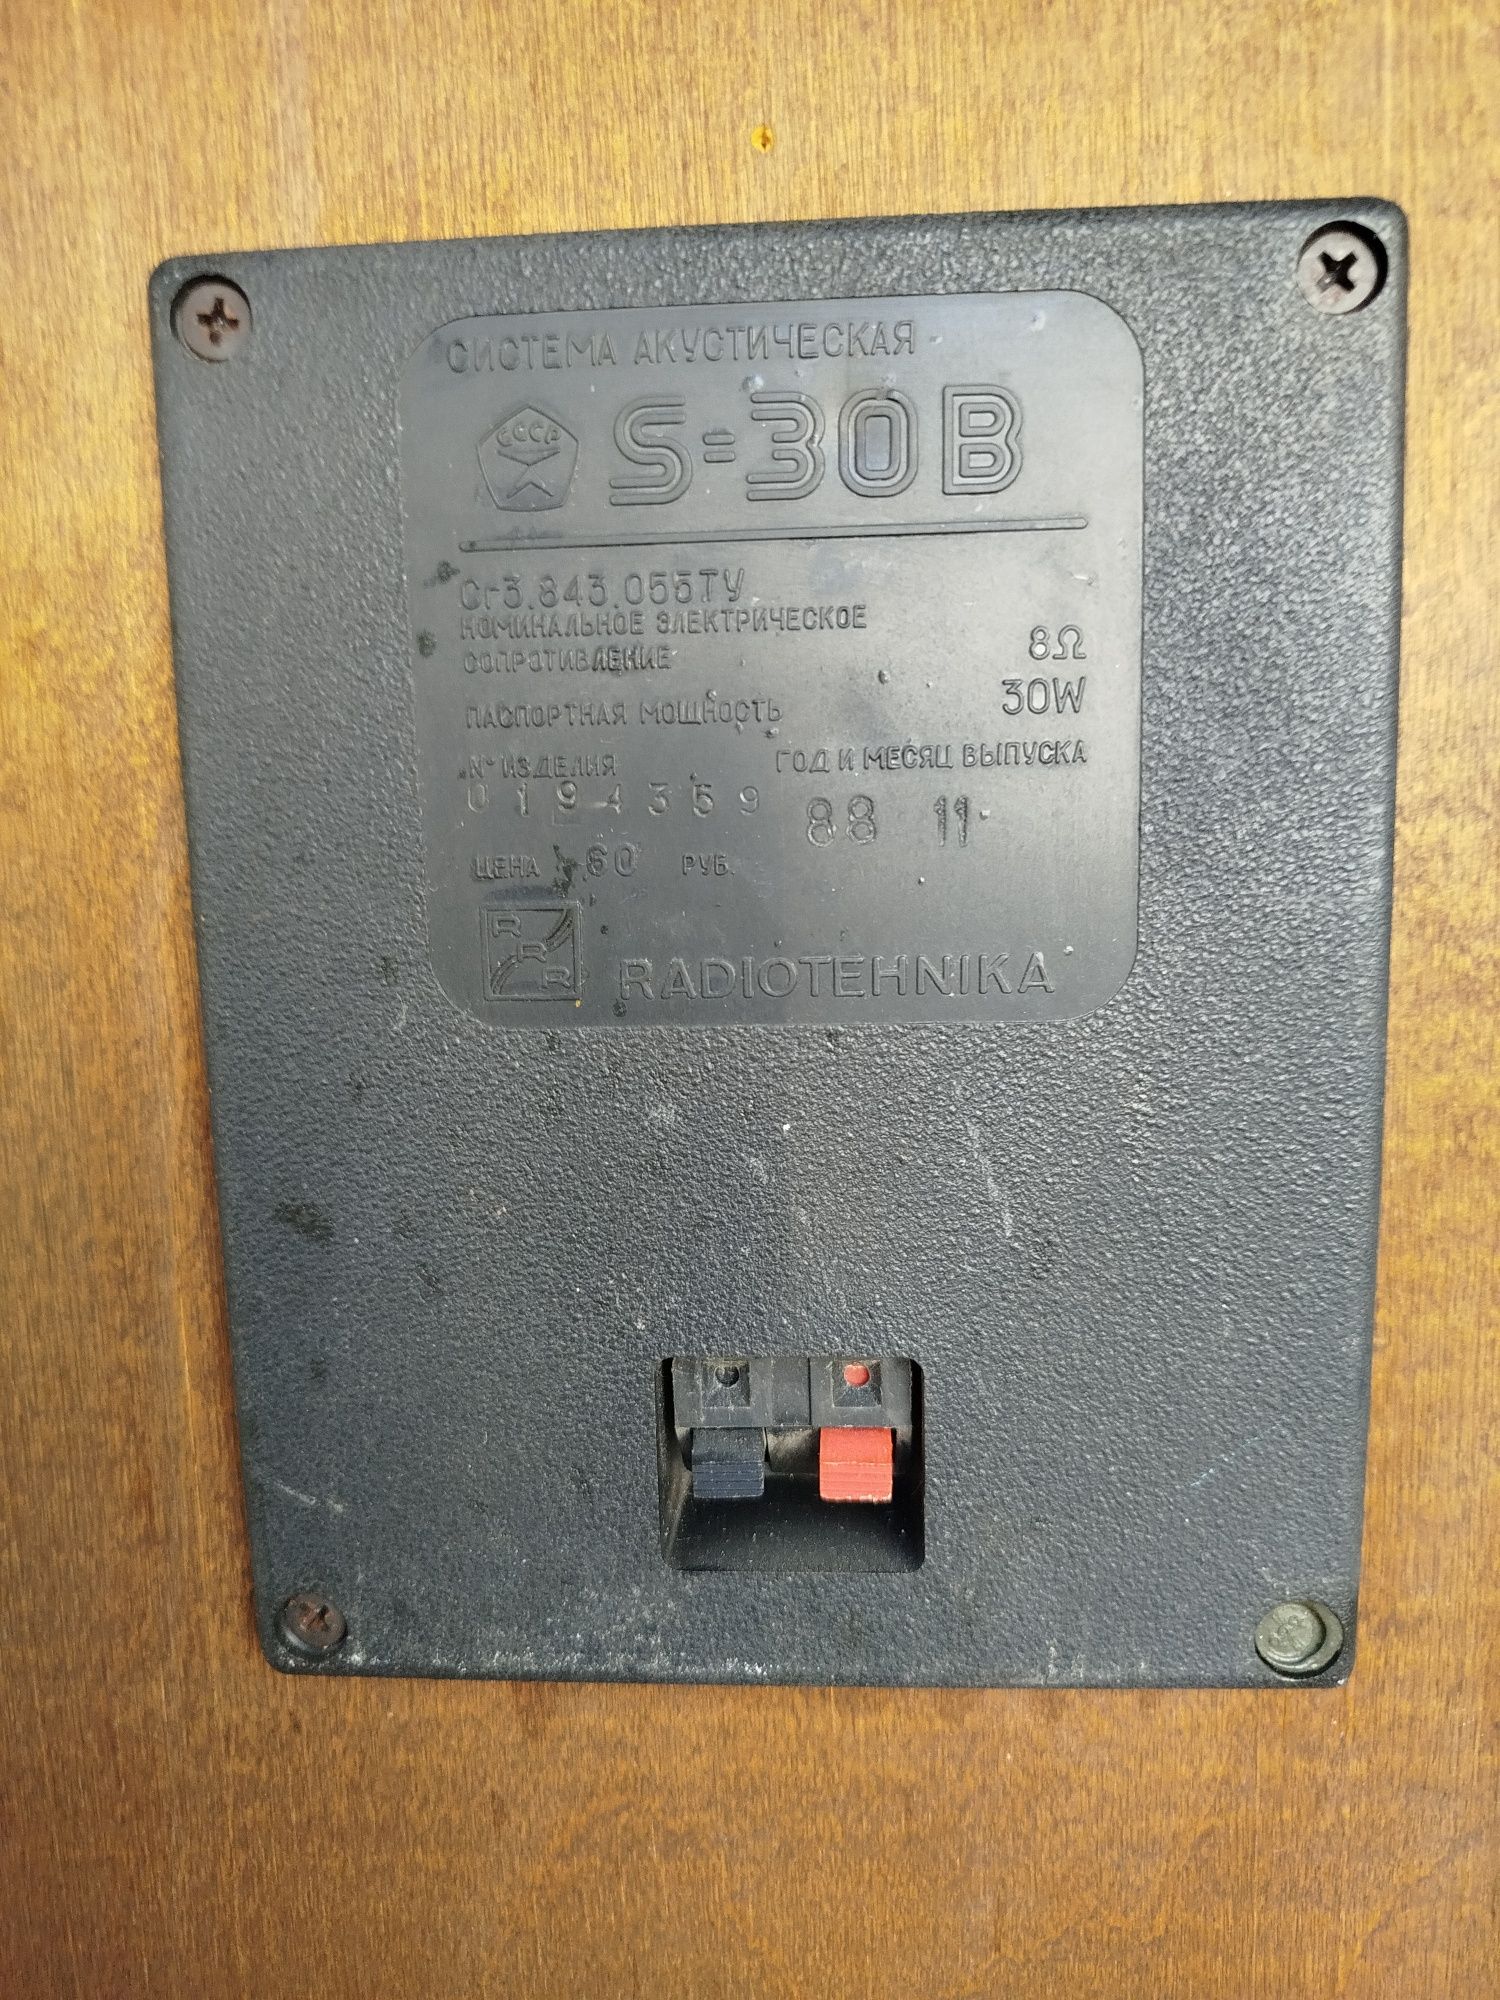 СИСТЕМА АКУСТИЧЕСКАЯ
СССР
S-30B
Сг3.843.055ТУ
НОМИНАЛЬНОЕ ЭЛЕКТРИЧЕСКОЕ
СОПРОТИВЛЕНИЕ 8Ω
ПАСПОРТНАЯ МОЩНОСТЬ 30W
№ ИЗДЕЛИЯ ГОД И МЕСЯЦ ВЫПУСКА
0194359 88 11
ЦЕНА 60 РУБ.
RRR RADIOTEHNIKA